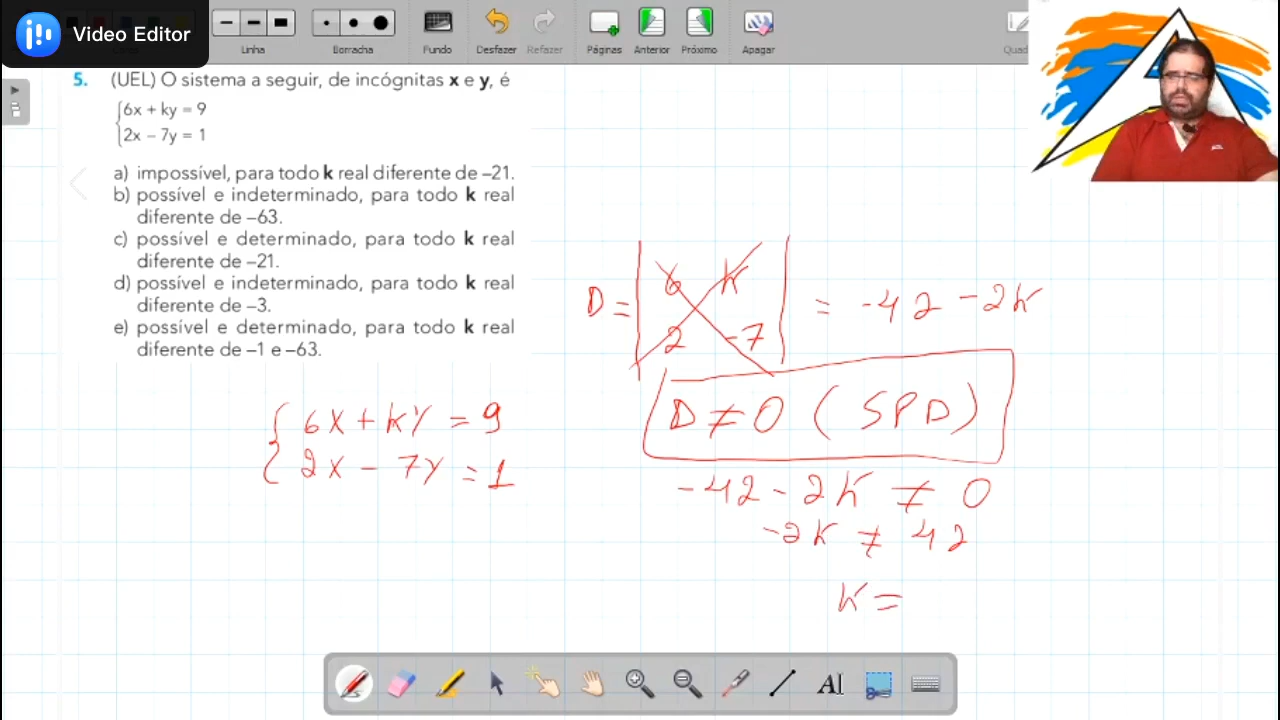 Video Editor
Linha
Borracha
Fundo
Desfazer
Refazer
Páginas
Anterior
Próximo
Apagar
Quad
5. (UEL) O sistema a seguir, de incógnitas x e y, é
6x + ky = 9
2x – 7y = 1
a) impossível, para todo k real diferente de –21.
b) possível e indeterminado, para todo k real
diferente de –63.
c) possível e determinado, para todo k real
diferente de –21.
d) possível e indeterminado, para todo k real
diferente de –3.
e) possível e determinado, para todo k real
diferente de –1 e –63.
6x + ky = 9
2x - 7y = 1
D = | 6 k | = -42 - 2k
2 -7
D ≠ 0 (SPD)
-42 - 2k ≠ 0
-2k ≠ 42
k =
AI